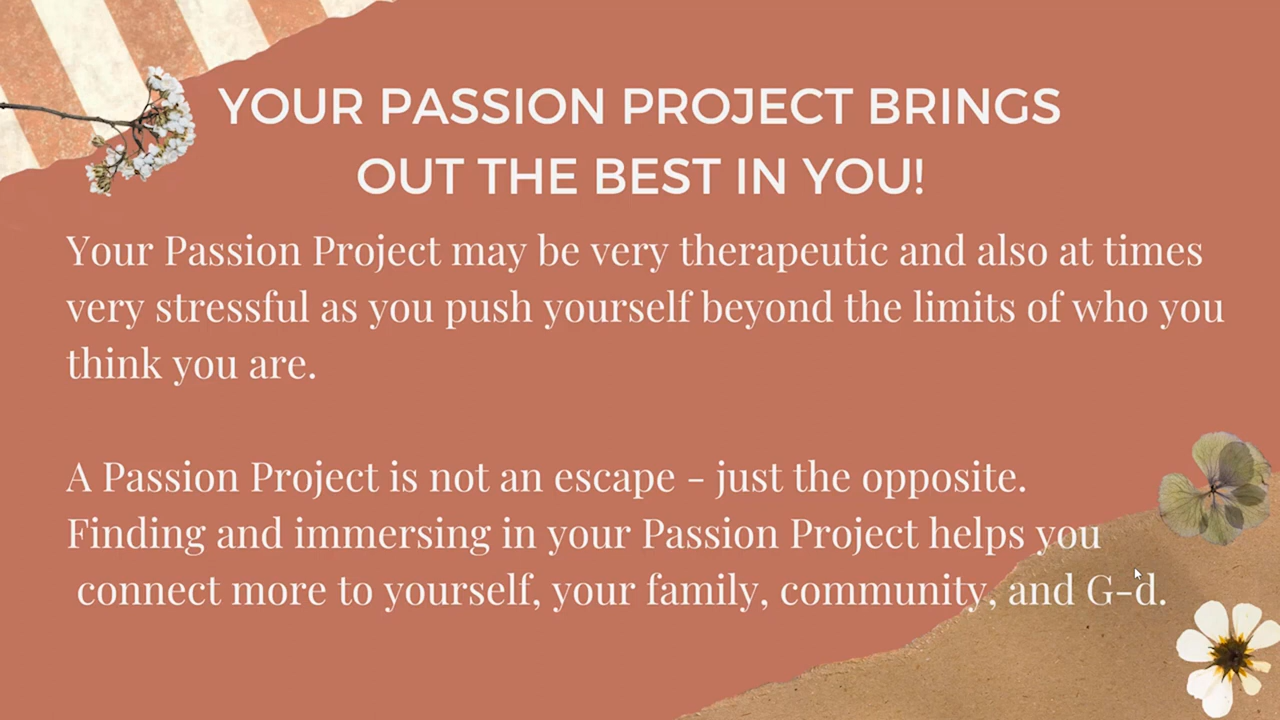 YOUR PASSION PROJECT BRINGS
OUT THE BEST IN YOU!
Your Passion Project may be very therapeutic and also at times
very stressful as you push yourself beyond the limits of who you
think you are.
A Passion Project is not an escape - just the opposite.
Finding and immersing in your Passion Project helps you
connect more to yourself, your family, community, and G-d.